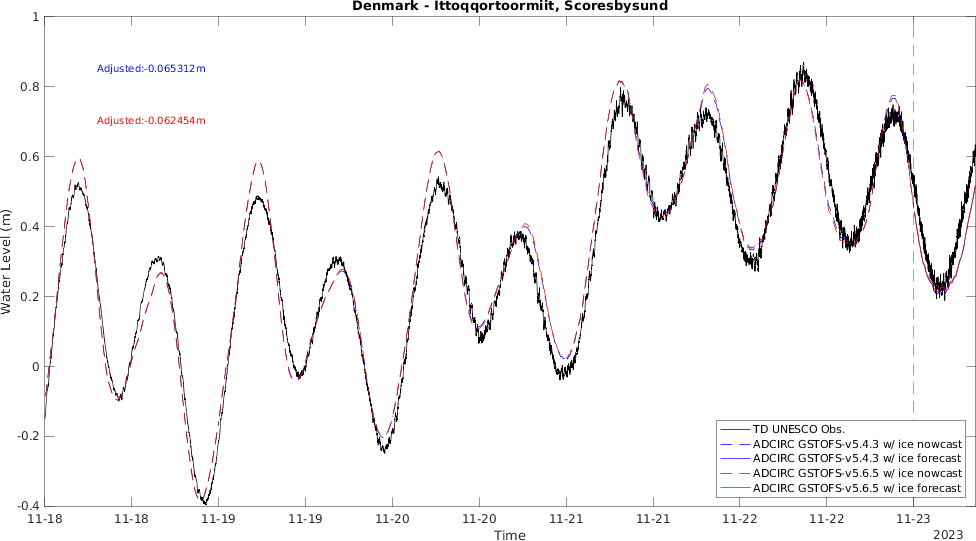 Denmark - Ittoqqortoormiit, Scoresbysund
1
0.8
0.6
0.4
0.2
0
-0.2
-0.4
Water Level (m)
Adjusted:-0.065312m
Adjusted:-0.062454m
TD UNESCO Obs.
ADCIRC GSTOFS-v5.4.3 w/ ice nowcast
ADCIRC GSTOFS-v5.4.3 w/ ice forecast
ADCIRC GSTOFS-v5.6.5 w/ ice nowcast
ADCIRC GSTOFS-v5.6.5 w/ ice forecast
11-18 11-18 11-19 11-19 11-20 11-20 11-21 11-21 11-22 11-22 11-23
Time
2023